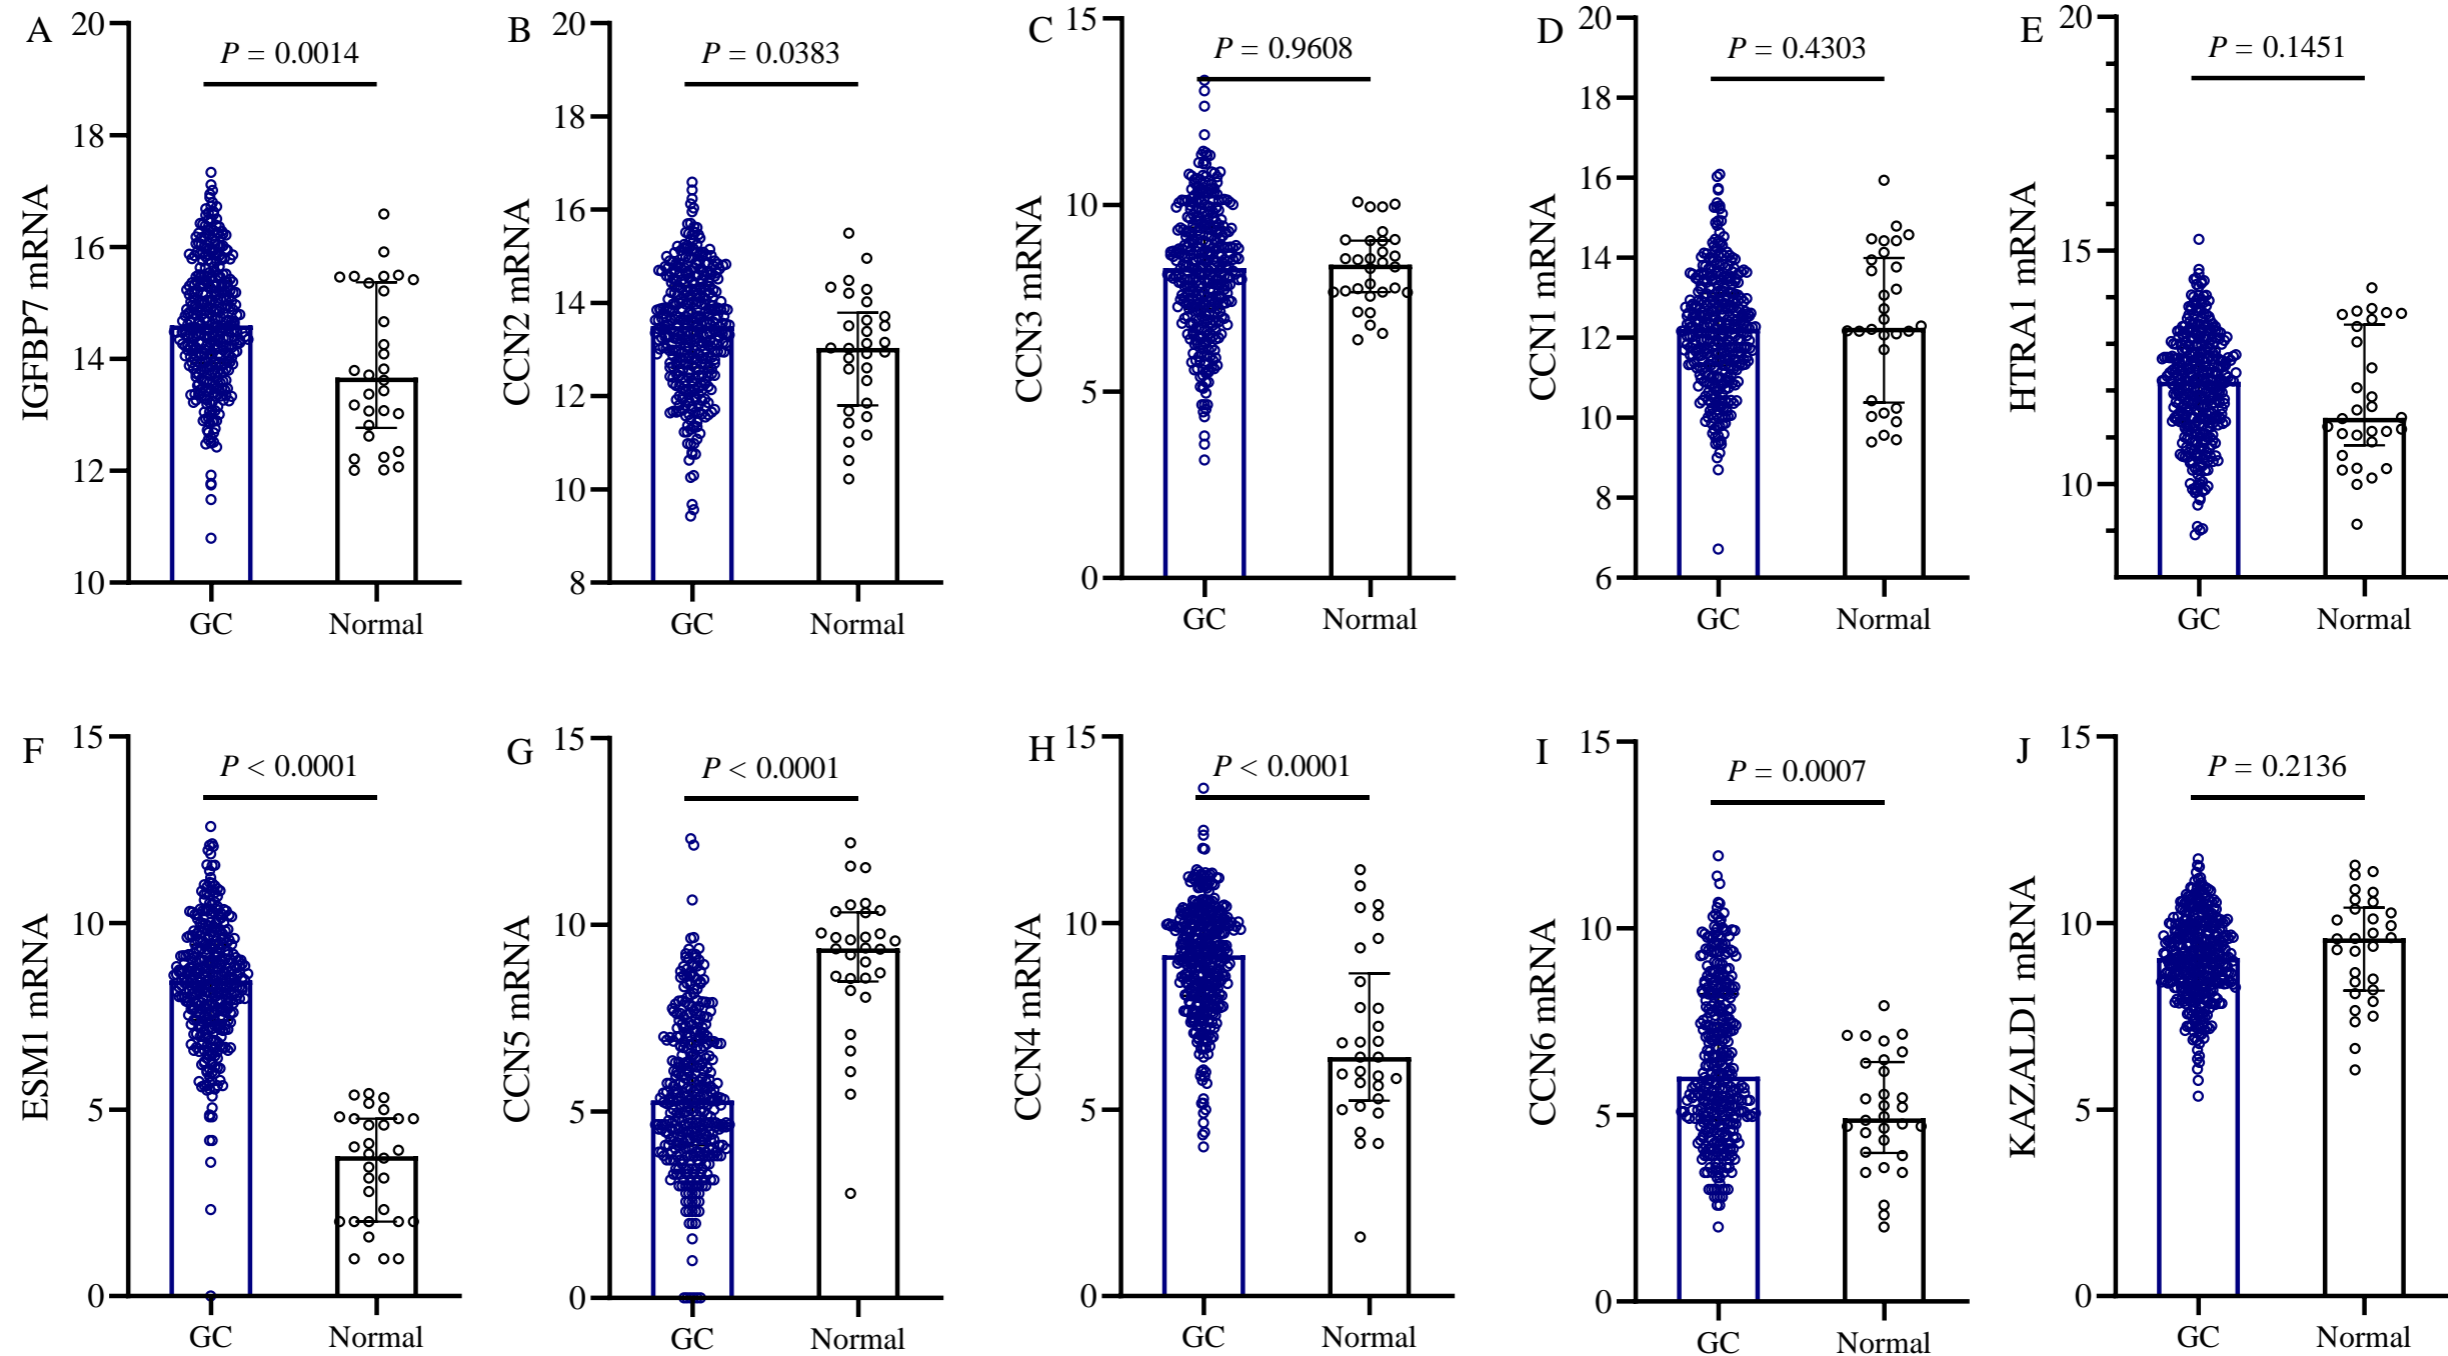 A
IGFBP7 mRNA
20
18
16
14
12
10
P = 0.0014
GC
Normal
B
CCN2 mRNA
20
18
16
14
12
10
8
P = 0.0383
GC
Normal
C
CCN3 mRNA
15
10
5
0
P = 0.9608
GC
Normal
D
CCN1 mRNA
20
18
16
14
12
10
8
6
P = 0.4303
GC
Normal
E
HTRA1 mRNA
20
15
10
P = 0.1451
GC
Normal
F
ESM1 mRNA
15
10
5
0
P < 0.0001
GC
Normal
G
CCN5 mRNA
15
10
5
0
P < 0.0001
GC
Normal
H
CCN4 mRNA
15
10
5
0
P < 0.0001
GC
Normal
I
CCN6 mRNA
15
10
5
0
P = 0.0007
GC
Normal
J
KAZALD1 mRNA
15
10
5
0
P = 0.2136
GC
Normal